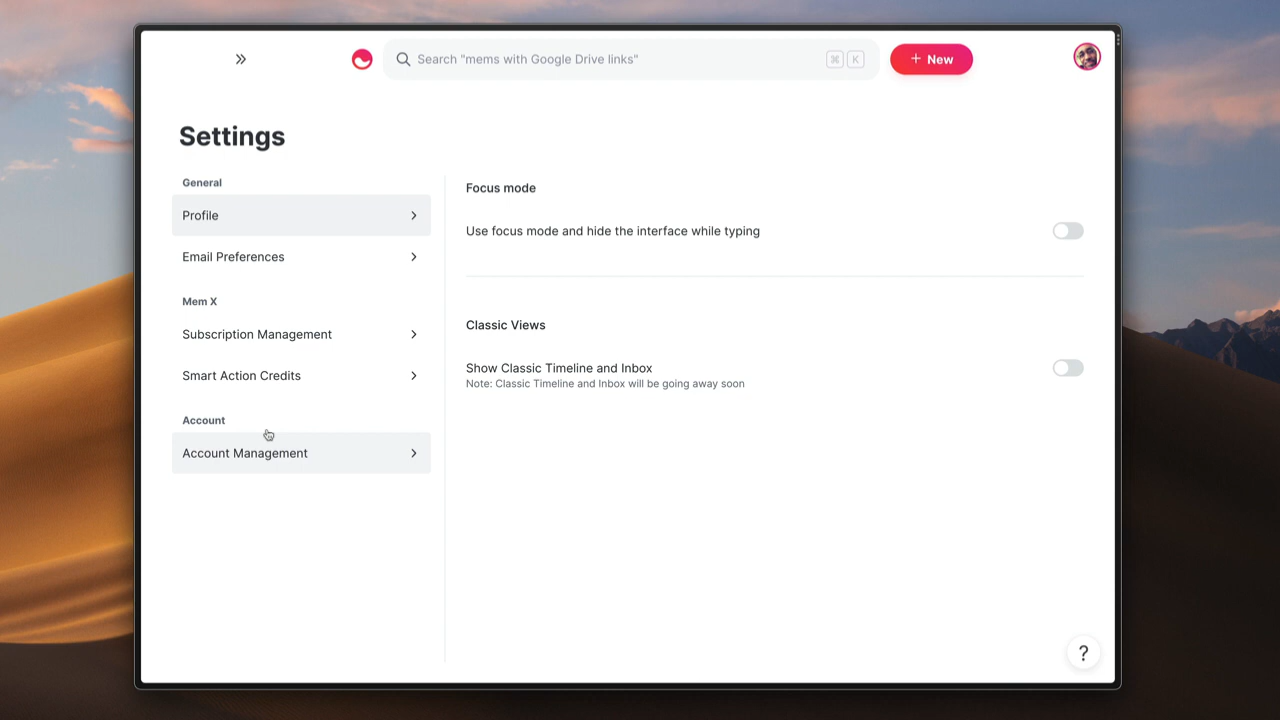 Search "mems with Google Drive links"
⌘ K
+ New
Settings
General
Profile
Email Preferences
Mem X
Subscription Management
Smart Action Credits
Account
Account Management
Focus mode
Use focus mode and hide the interface while typing
Classic Views
Show Classic Timeline and Inbox
Note: Classic Timeline and Inbox will be going away soon
?